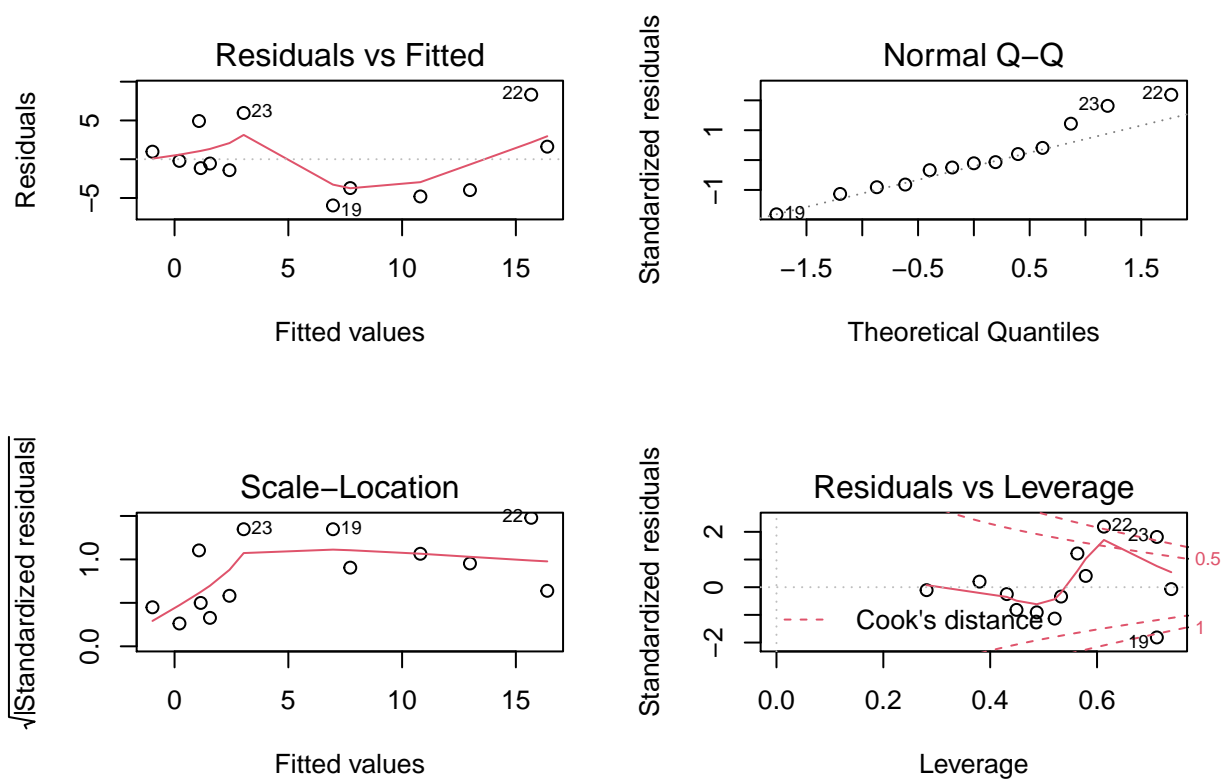 Residuals vs Fitted
Residuals
5
−5
23
22
19
0 5 10 15
Fitted values
Normal Q−Q
Standardized residuals
1
−1
23
22
19
−1.5 −0.5 0.5 1.5
Theoretical Quantiles
Scale−Location
√|Standardized residuals|
1.0
0.0
23
19
22
0 5 10 15
Fitted values
Residuals vs Leverage
Standardized residuals
2
0
−2
22
23
0.5
Cook's distance
1
19
0.0 0.2 0.4 0.6
Leverage